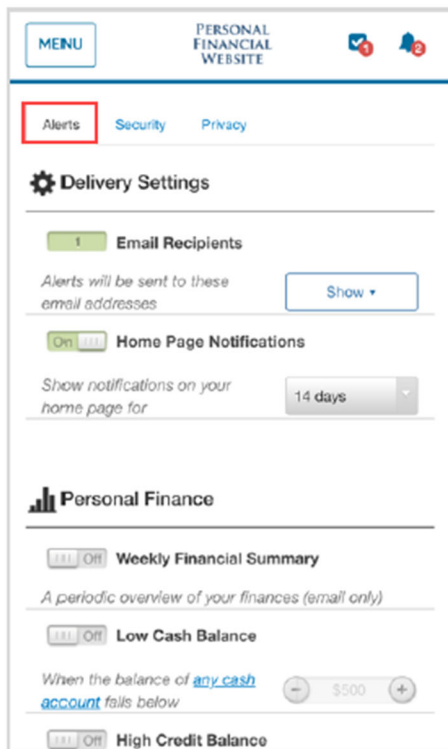 MENU
PERSONAL
FINANCIAL
WEBSITE
1
2
Alerts Security Privacy
Delivery Settings
1 Email Recipients
Alerts will be sent to these
email addresses
Show
On Home Page Notifications
Show notifications on your
home page for
14 days
Personal Finance
Off Weekly Financial Summary
A periodic overview of your finances (email only)
Off Low Cash Balance
When the balance of any cash
account falls below
$500
Off High Credit Balance